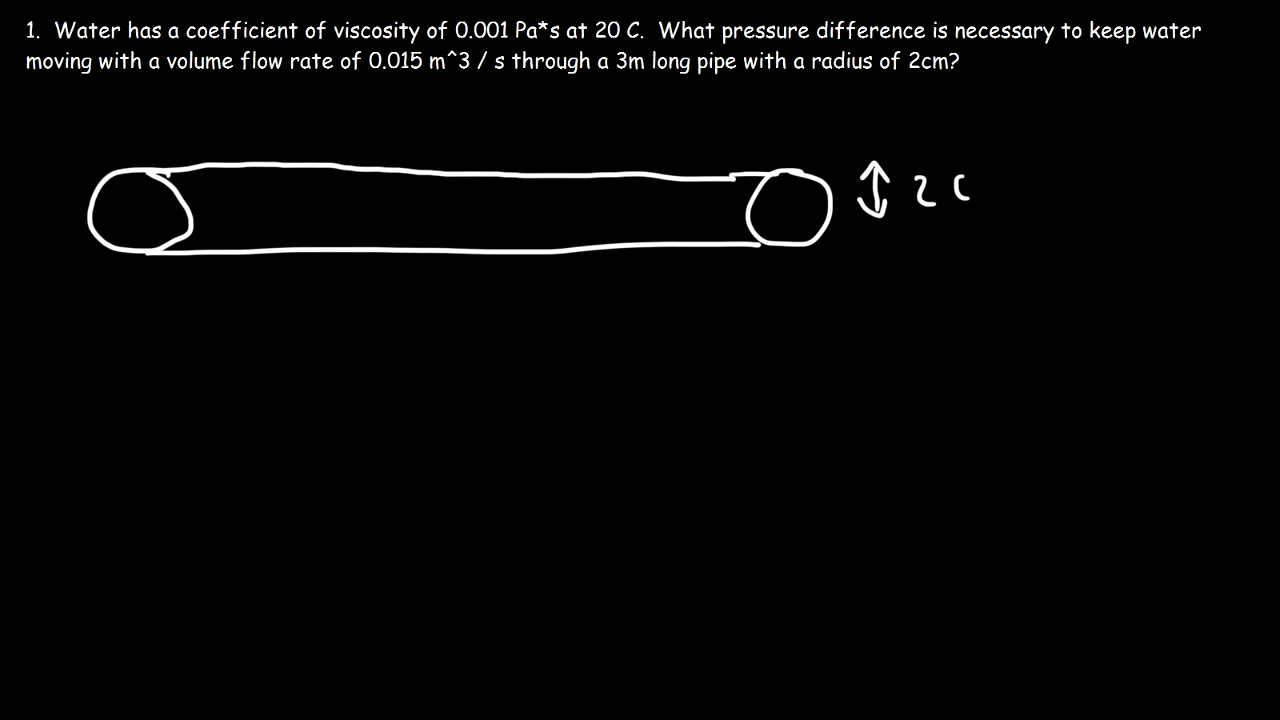 1. Water has a coefficient of viscosity of 0.001 Pa*s at 20 C. What pressure difference is necessary to keep water
moving with a volume flow rate of 0.015 m^3 / s through a 3m long pipe with a radius of 2cm?
2 c